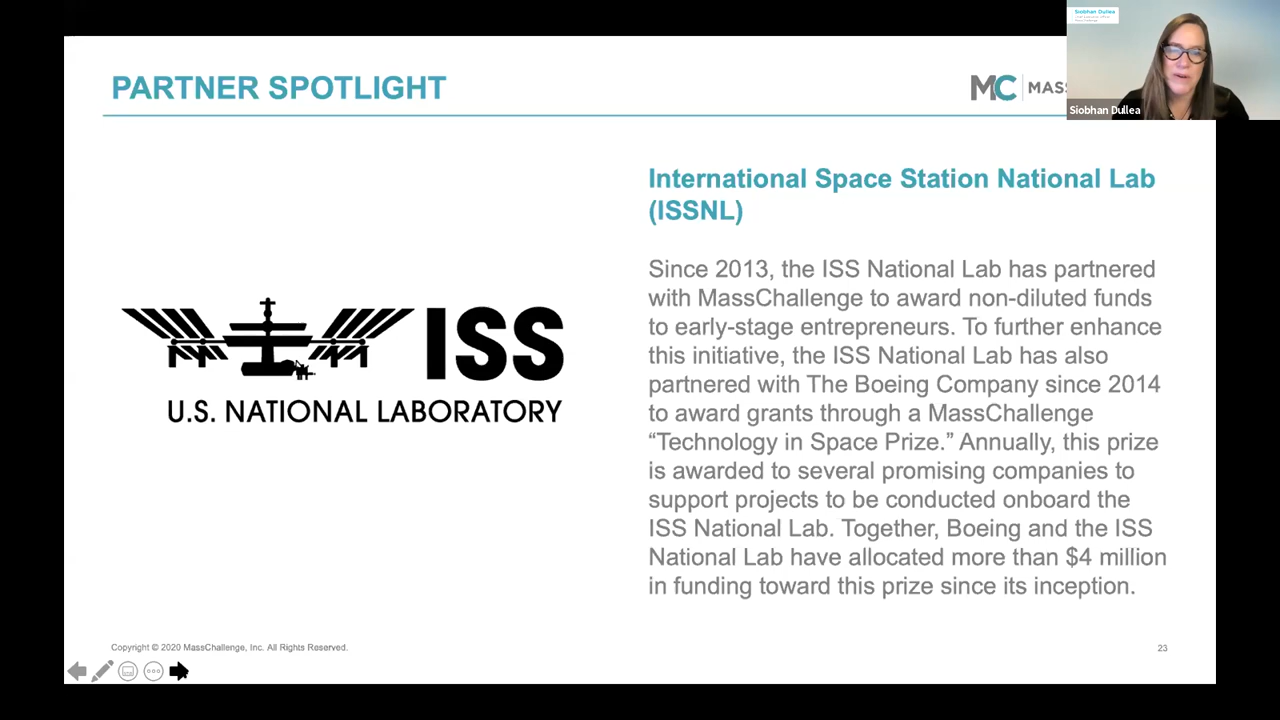 PARTNER SPOTLIGHT
MC MASS
Siobhan Dullea
Siobhan Dullea
International Space Station National Lab
(ISSNL)
Since 2013, the ISS National Lab has partnered
with MassChallenge to award non-diluted funds
to early-stage entrepreneurs. To further enhance
this initiative, the ISS National Lab has also
partnered with The Boeing Company since 2014
to award grants through a MassChallenge
“Technology in Space Prize.” Annually, this prize
is awarded to several promising companies to
support projects to be conducted onboard the
ISS National Lab. Together, Boeing and the ISS
National Lab have allocated more than $4 million
in funding toward this prize since its inception.
ISS
U.S. NATIONAL LABORATORY
Copyright © 2020 MassChallenge, Inc. All Rights Reserved.
23